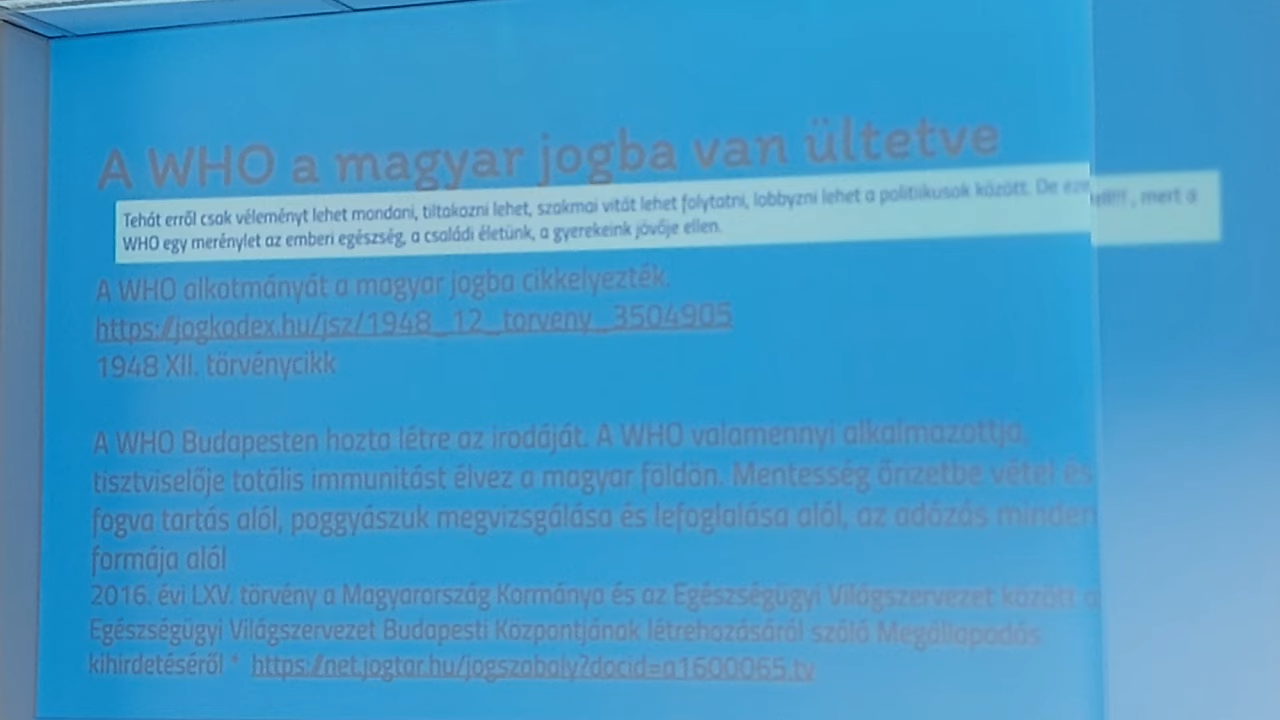 A WHO a magyar jogba van ültetve
Tehát erről csak véleményt lehet mondani, tiltakozni lehet, szakmai vitát lehet folytatni, lobbyzni lehet a politiikusok között. De , mert a
WHO egy merénylet az emberi egészség, a családi életünk, a gyerekeink jövője ellen.
A WHO alkotmányát a magyar jogba cikkelyezték.
https://jogkodex.hu/jsz/1948_12_torveny_3504905
1948 XII. törvénycikk
A WHO Budapesten hozta létre az irodáját. A WHO valamennyi alkalmazottja,
tisztviselője totális immunitást élvez a magyar földön. Mentesség őrizetbe vétel és
fogva tartás alól, poggyászuk megvizsgálása és lefoglalása alól, az adózás minden
formája alól
2016. évi LXV. törvény a Magyarország Kormánya és az Egészségügyi Világszervezet között a
Egészségügyi Világszervezet Budapesti Központjának létrehozásáról szóló Megállapodás
kihirdetéséről * https://net.jogtar.hu/jogszabaly?docid=a1600065.tv